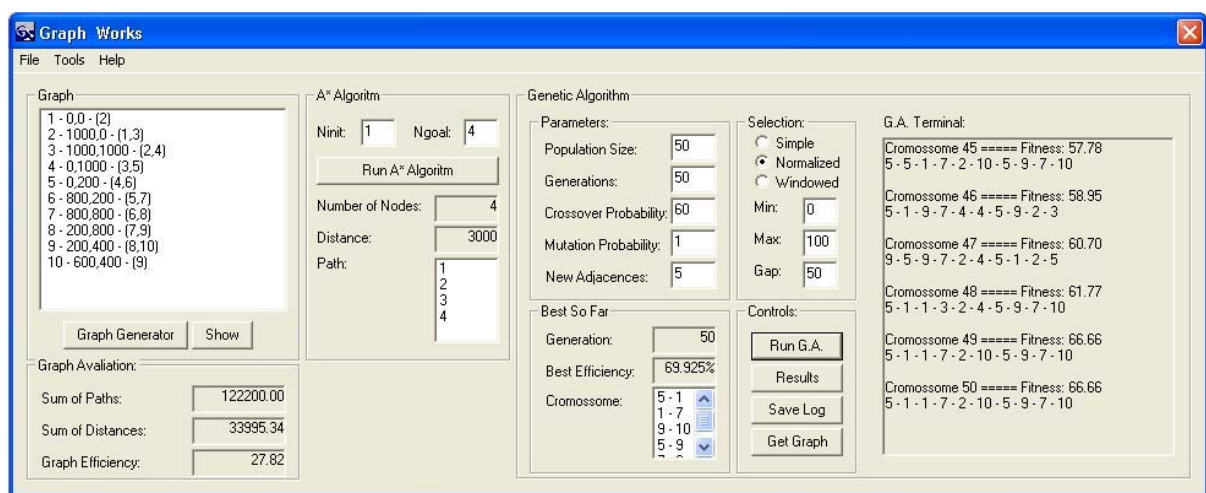 Graph Works
File Tools Help
Graph
1 - 0,0 - (2)
2 - 1000,0 - (1,3)
3 - 1000,1000 - (2,4)
4 - 0,1000 - (3,5)
5 - 0,200 - (4,6)
6 - 800,200 - (5,7)
7 - 800,800 - (6,8)
8 - 200,800 - (7,9)
9 - 200,400 - (8,10)
10 - 600,400 - (9)
Graph Generator Show
Graph Avaliation:
Sum of Paths: 122200.00
Sum of Distances: 33995.34
Graph Efficiency: 27.82
A* Algoritm
Ninit: 1 Ngoal: 4
Run A* Algoritm
Number of Nodes: 4
Distance: 3000
Path:
1
2
3
4
Genetic Algorithm
Parameters:
Population Size: 50
Generations: 50
Crossover Probability: 60
Mutation Probability: 1
New Adjacences: 5
Best So Far
Generation: 50
Best Efficiency: 69.925%
Cromossome: 5 - 1
1 - 7
9 - 10
5 - 9
Selection:
Simple
Normalized
Windowed
Min: 0
Max: 100
Gap: 50
Controls:
Run G.A.
Results
Save Log
Get Graph
G.A. Terminal:
Cromossome 45 ===== Fitness: 57.78
5 - 5 - 1 - 7 - 2 - 10 - 5 - 9 - 7 - 10
Cromossome 46 ===== Fitness: 58.95
5 - 1 - 9 - 7 - 4 - 4 - 5 - 9 - 2 - 3
Cromossome 47 ===== Fitness: 60.70
9 - 5 - 9 - 7 - 2 - 4 - 5 - 1 - 2 - 5
Cromossome 48 ===== Fitness: 61.77
5 - 1 - 1 - 3 - 2 - 4 - 5 - 9 - 7 - 10
Cromossome 49 ===== Fitness: 66.66
5 - 1 - 1 - 7 - 2 - 10 - 5 - 9 - 7 - 10
Cromossome 50 ===== Fitness: 66.66
5 - 1 - 1 - 7 - 2 - 10 - 5 - 9 - 7 - 10